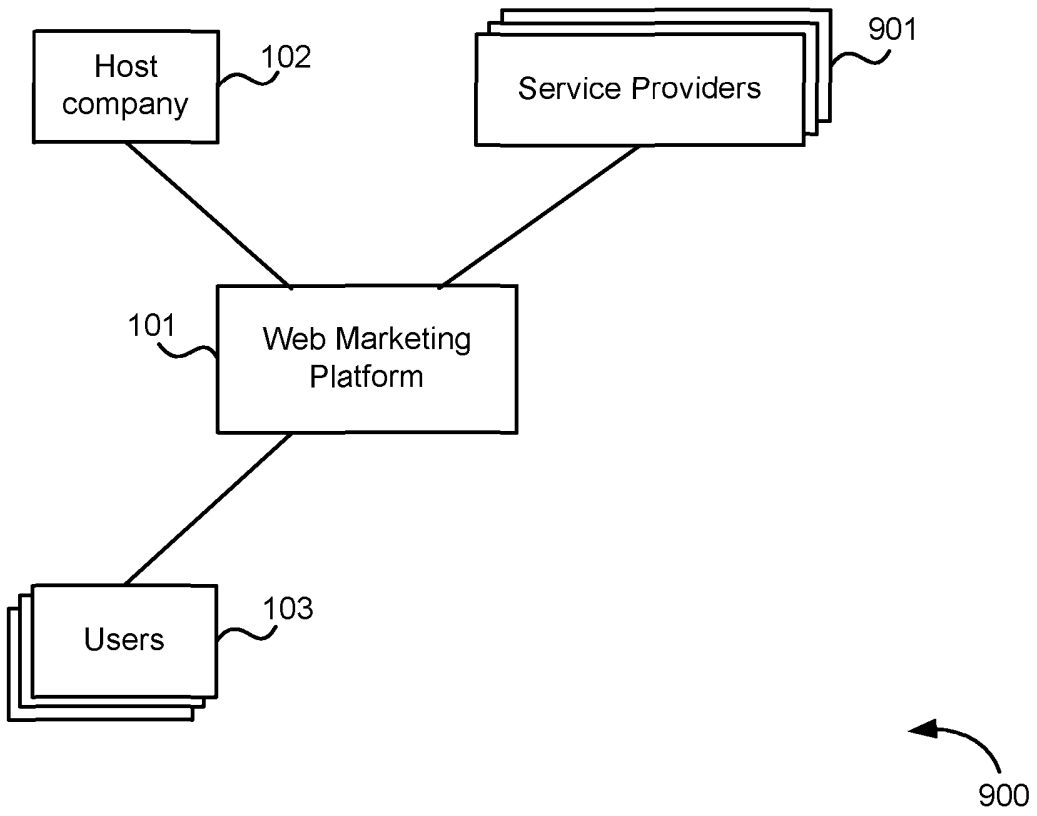 Host
company
102
Service Providers
901
101
Web Marketing
Platform
Users
103
900